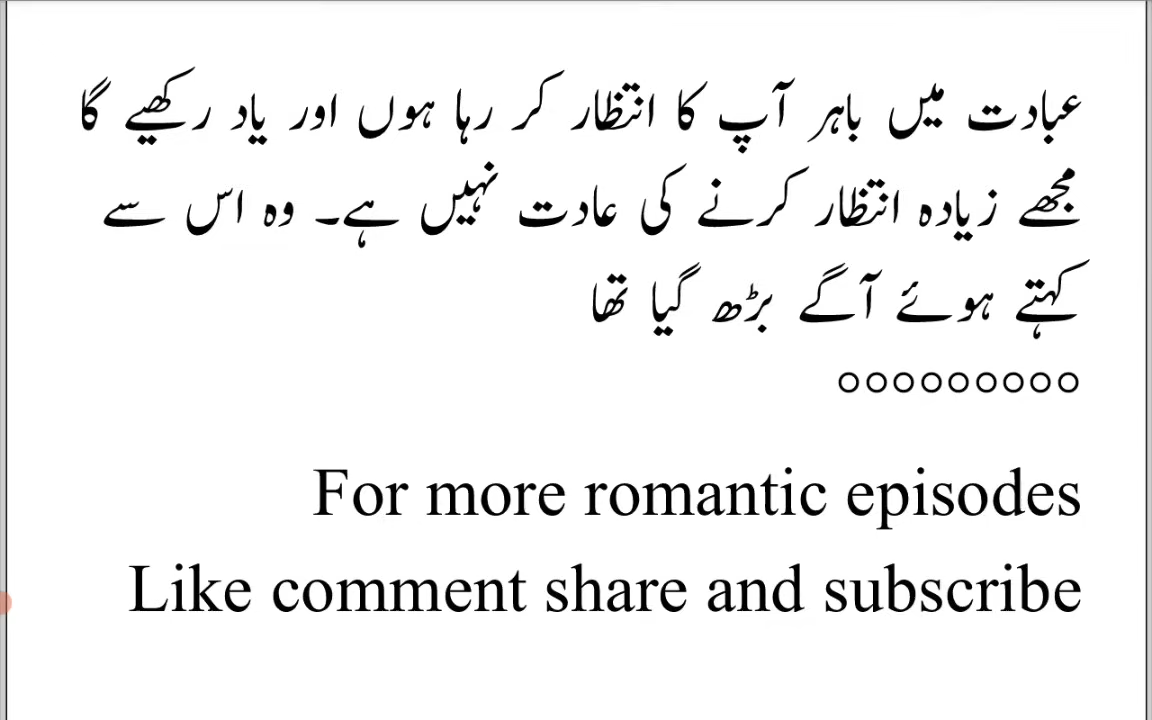 عبادت میں باہر آپ کا انتظار کر رہا ہوں اور یاد رکھیے گا
مجھے زیادہ انتظار کرنے کی عادت نہیں ہے۔ وہ اس سے
کہتے ہوئے آگے بڑھ گیا تھا
○○○○○○○○○
For more romantic episodes
Like comment share and subscribe